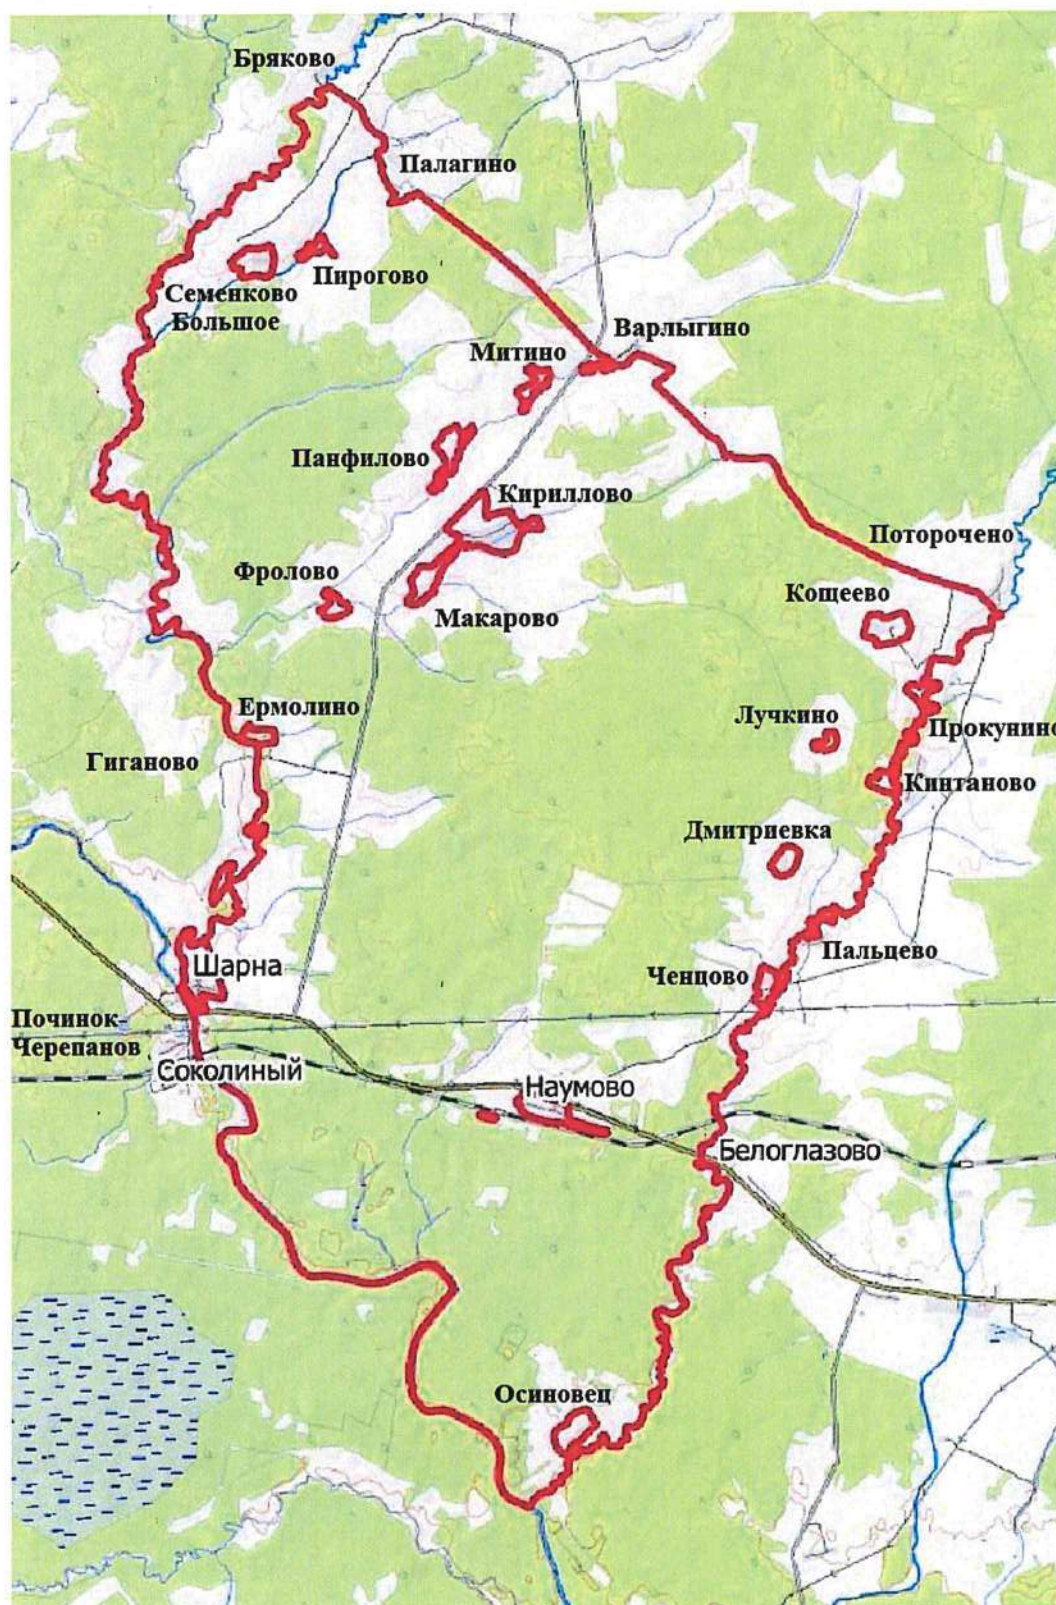 Бряково
Палагино
Пирогово
Семенково
Большое
Варлыгино
Митино
Панфилово
Кириллово
Поторочено
Фролово
Кощеево
Макарово
Ермолино
Лучкино
Прокунино
Гиганово
Кинтаново
Дмитриевка
Пальцево
Шарна
Ченцово
Починок-
Черепанов
Соколиный
Наумово
Белоглазово
Осиновец